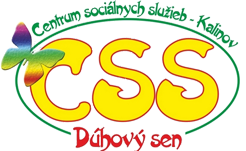 Centrum sociálnych služieb - Kalinov
CSS
Dúhový sen